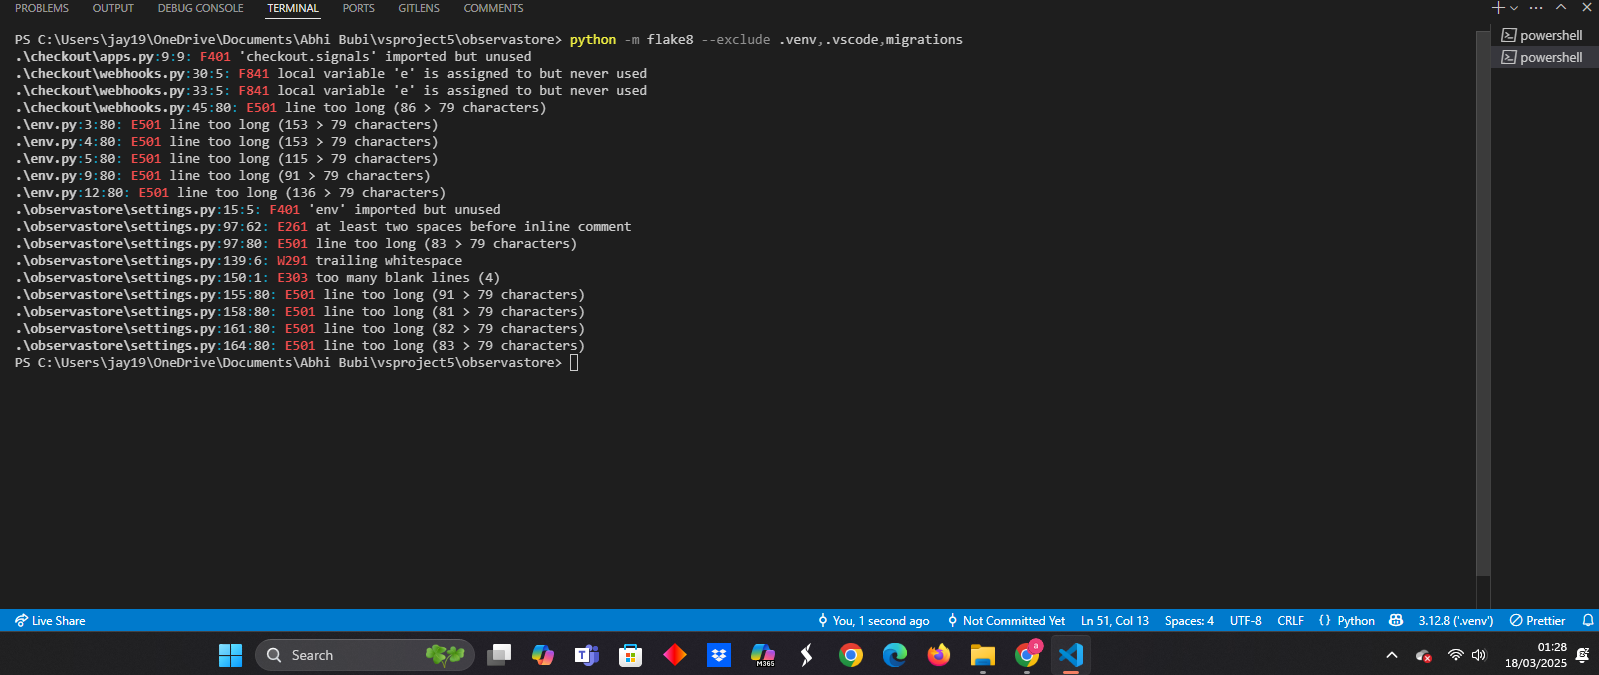 PROBLEMS OUTPUT DEBUG CONSOLE TERMINAL PORTS GITLENS COMMENTS
PS C:\Users\jay19\OneDrive\Documents\Abhi Bubi\vsproject5\observastore> python -m flake8 --exclude .venv,.vscode,migrations
.\checkout\apps.py:9:9: F401 'checkout.signals' imported but unused
.\checkout\webhooks.py:30:5: F841 local variable 'e' is assigned to but never used
.\checkout\webhooks.py:33:5: F841 local variable 'e' is assigned to but never used
.\checkout\webhooks.py:45:80: E501 line too long (86 > 79 characters)
.\env.py:3:80: E501 line too long (153 > 79 characters)
.\env.py:4:80: E501 line too long (153 > 79 characters)
.\env.py:5:80: E501 line too long (115 > 79 characters)
.\env.py:9:80: E501 line too long (91 > 79 characters)
.\env.py:12:80: E501 line too long (136 > 79 characters)
.\observastore\settings.py:15:5: F401 'env' imported but unused
.\observastore\settings.py:97:62: E261 at least two spaces before inline comment
.\observastore\settings.py:97:80: E501 line too long (83 > 79 characters)
.\observastore\settings.py:139:6: W291 trailing whitespace
.\observastore\settings.py:150:1: E303 too many blank lines (4)
.\observastore\settings.py:155:80: E501 line too long (91 > 79 characters)
.\observastore\settings.py:158:80: E501 line too long (81 > 79 characters)
.\observastore\settings.py:161:80: E501 line too long (82 > 79 characters)
.\observastore\settings.py:164:80: E501 line too long (83 > 79 characters)
PS C:\Users\jay19\OneDrive\Documents\Abhi Bubi\vsproject5\observastore>
powershell
powershell
Live Share You, 1 second ago Not Committed Yet Ln 51, Col 13 Spaces: 4 UTF-8 CRLF {} Python 3.12.8 ('.venv') Prettier
Search M365 a 01:28
18/03/2025